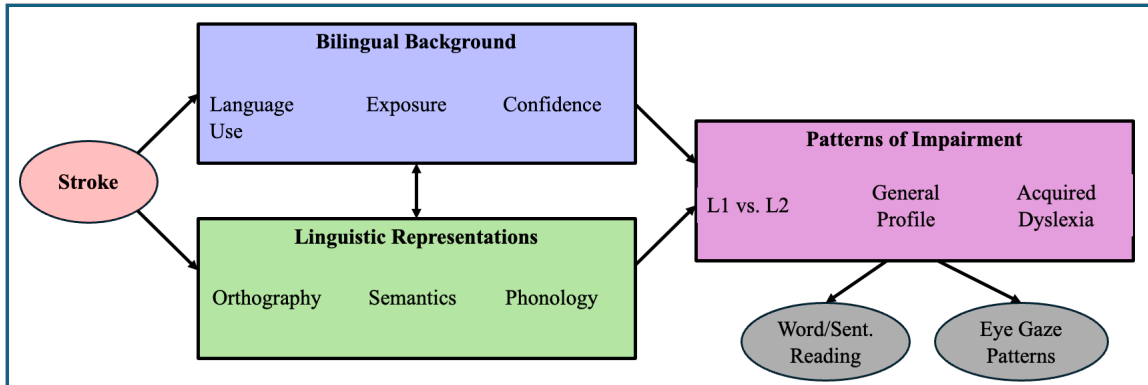 Bilingual Background
Language
Use
Exposure
Confidence
Stroke
Linguistic Representations
Orthography
Semantics
Phonology
Patterns of Impairment
L1 vs. L2
General
Profile
Acquired
Dyslexia
Word/Sent.
Reading
Eye Gaze
Patterns